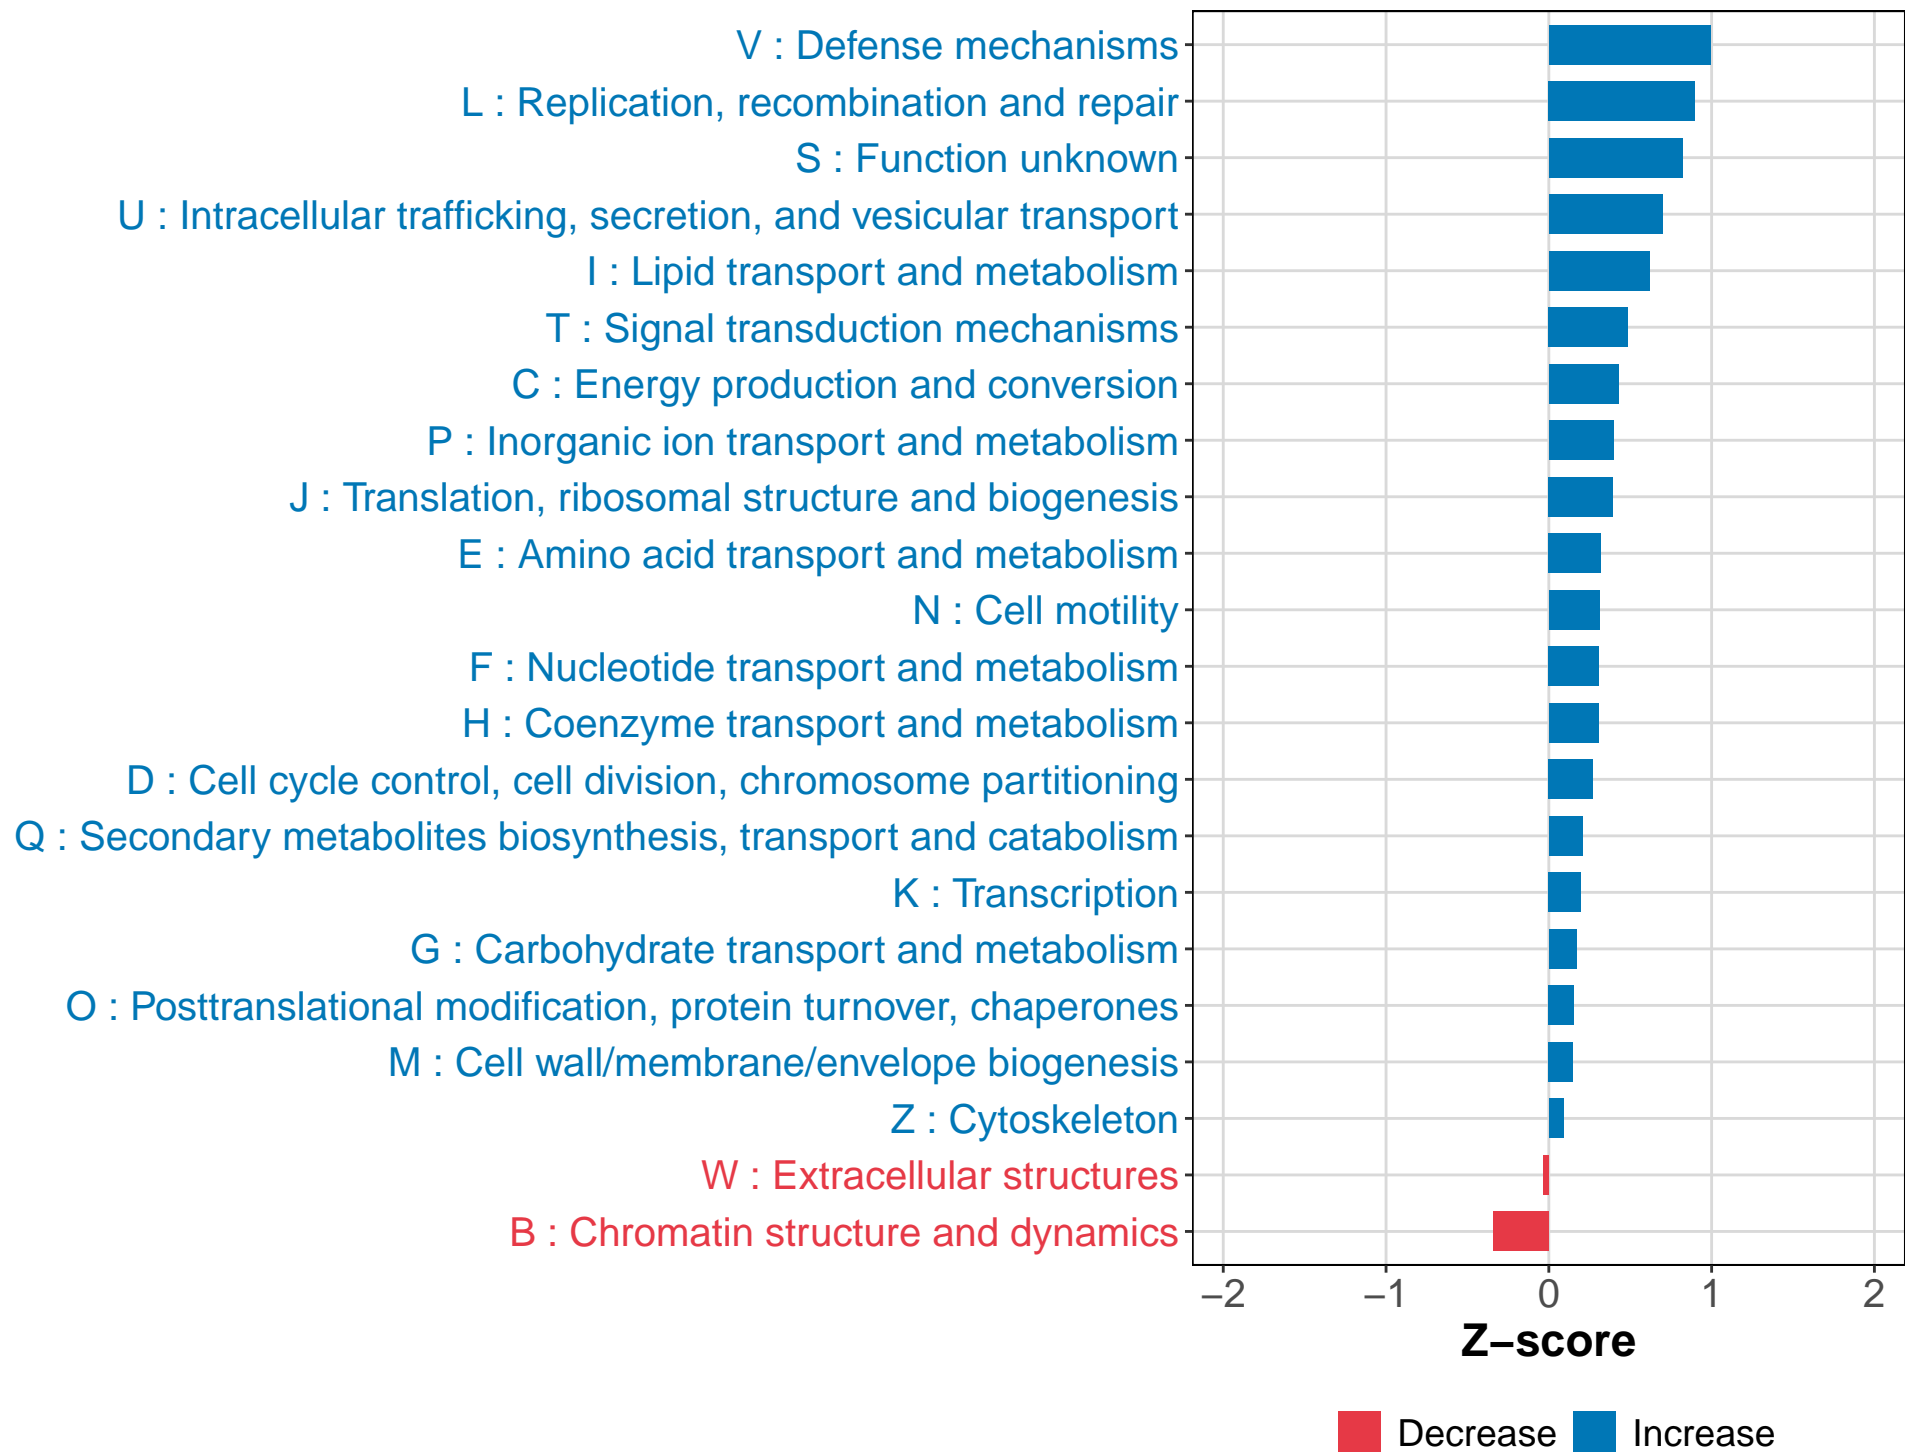 V : Defense mechanisms
L : Replication, recombination and repair
S : Function unknown
U : Intracellular trafficking, secretion, and vesicular transport
I : Lipid transport and metabolism
T : Signal transduction mechanisms
C : Energy production and conversion
P : Inorganic ion transport and metabolism
J : Translation, ribosomal structure and biogenesis
E : Amino acid transport and metabolism
N : Cell motility
F : Nucleotide transport and metabolism
H : Coenzyme transport and metabolism
D : Cell cycle control, cell division, chromosome partitioning
Q : Secondary metabolites biosynthesis, transport and catabolism
K : Transcription
G : Carbohydrate transport and metabolism
O : Posttranslational modification, protein turnover, chaperones
M : Cell wall/membrane/envelope biogenesis
Z : Cytoskeleton
W : Extracellular structures
B : Chromatin structure and dynamics
−2 −1 0 1 2
Z−score
Decrease Increase